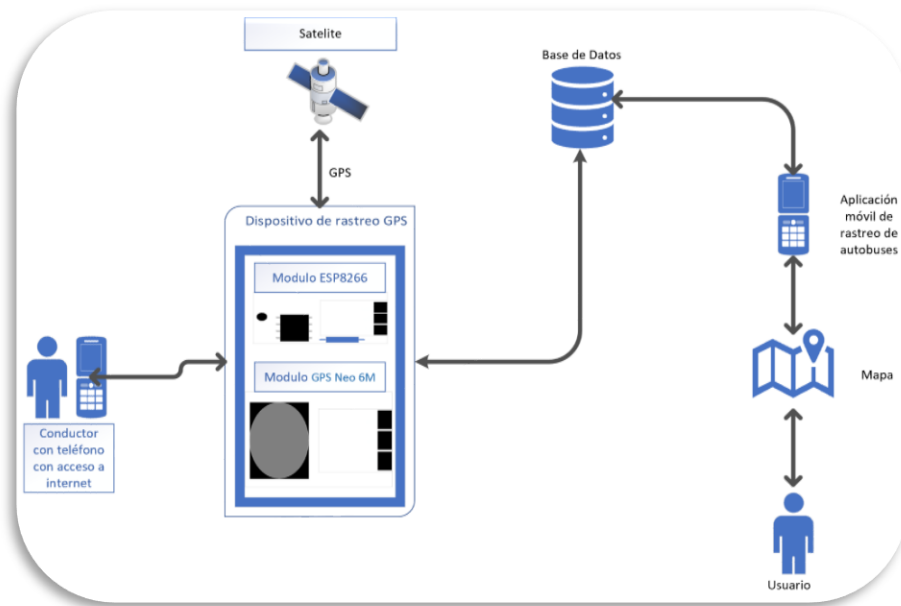 Satelite
GPS
Base de Datos
Dispositivo de rastreo GPS
Modulo ESP8266
Modulo GPS Neo 6M
Conductor
con teléfono
con acceso a
internet
Aplicación
móvil de
rastreo de
autobuses
Mapa
Usuario